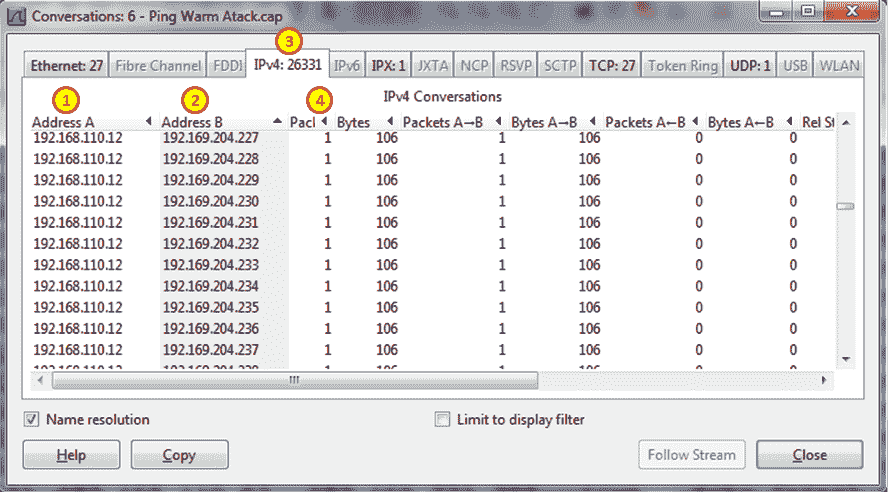 Conversations: 6 - Ping Warm Atack.cap
3
Ethernet: 27 Fibre Channel FDDI IPv4: 26331 IPv6 IPX: 1 JXTA NCP RSVP SCTP TCP: 27 Token Ring UDP: 1 USB WLAN
IPv4 Conversations
1 2 4
Address A Address B Pacl Bytes Packets A→B Bytes A→B Packets A←B Bytes A←B Rel St
192.168.110.12 192.169.204.227 1 106 1 106 0 0
192.168.110.12 192.169.204.228 1 106 1 106 0 0
192.168.110.12 192.169.204.229 1 106 1 106 0 0
192.168.110.12 192.169.204.230 1 106 1 106 0 0
192.168.110.12 192.169.204.231 1 106 1 106 0 0
192.168.110.12 192.169.204.232 1 106 1 106 0 0
192.168.110.12 192.169.204.233 1 106 1 106 0 0
192.168.110.12 192.169.204.234 1 106 1 106 0 0
192.168.110.12 192.169.204.235 1 106 1 106 0 0
192.168.110.12 192.169.204.236 1 106 1 106 0 0
192.168.110.12 192.169.204.237 1 106 1 106 0 0
Name resolution Limit to display filter
Help Copy Follow Stream Close